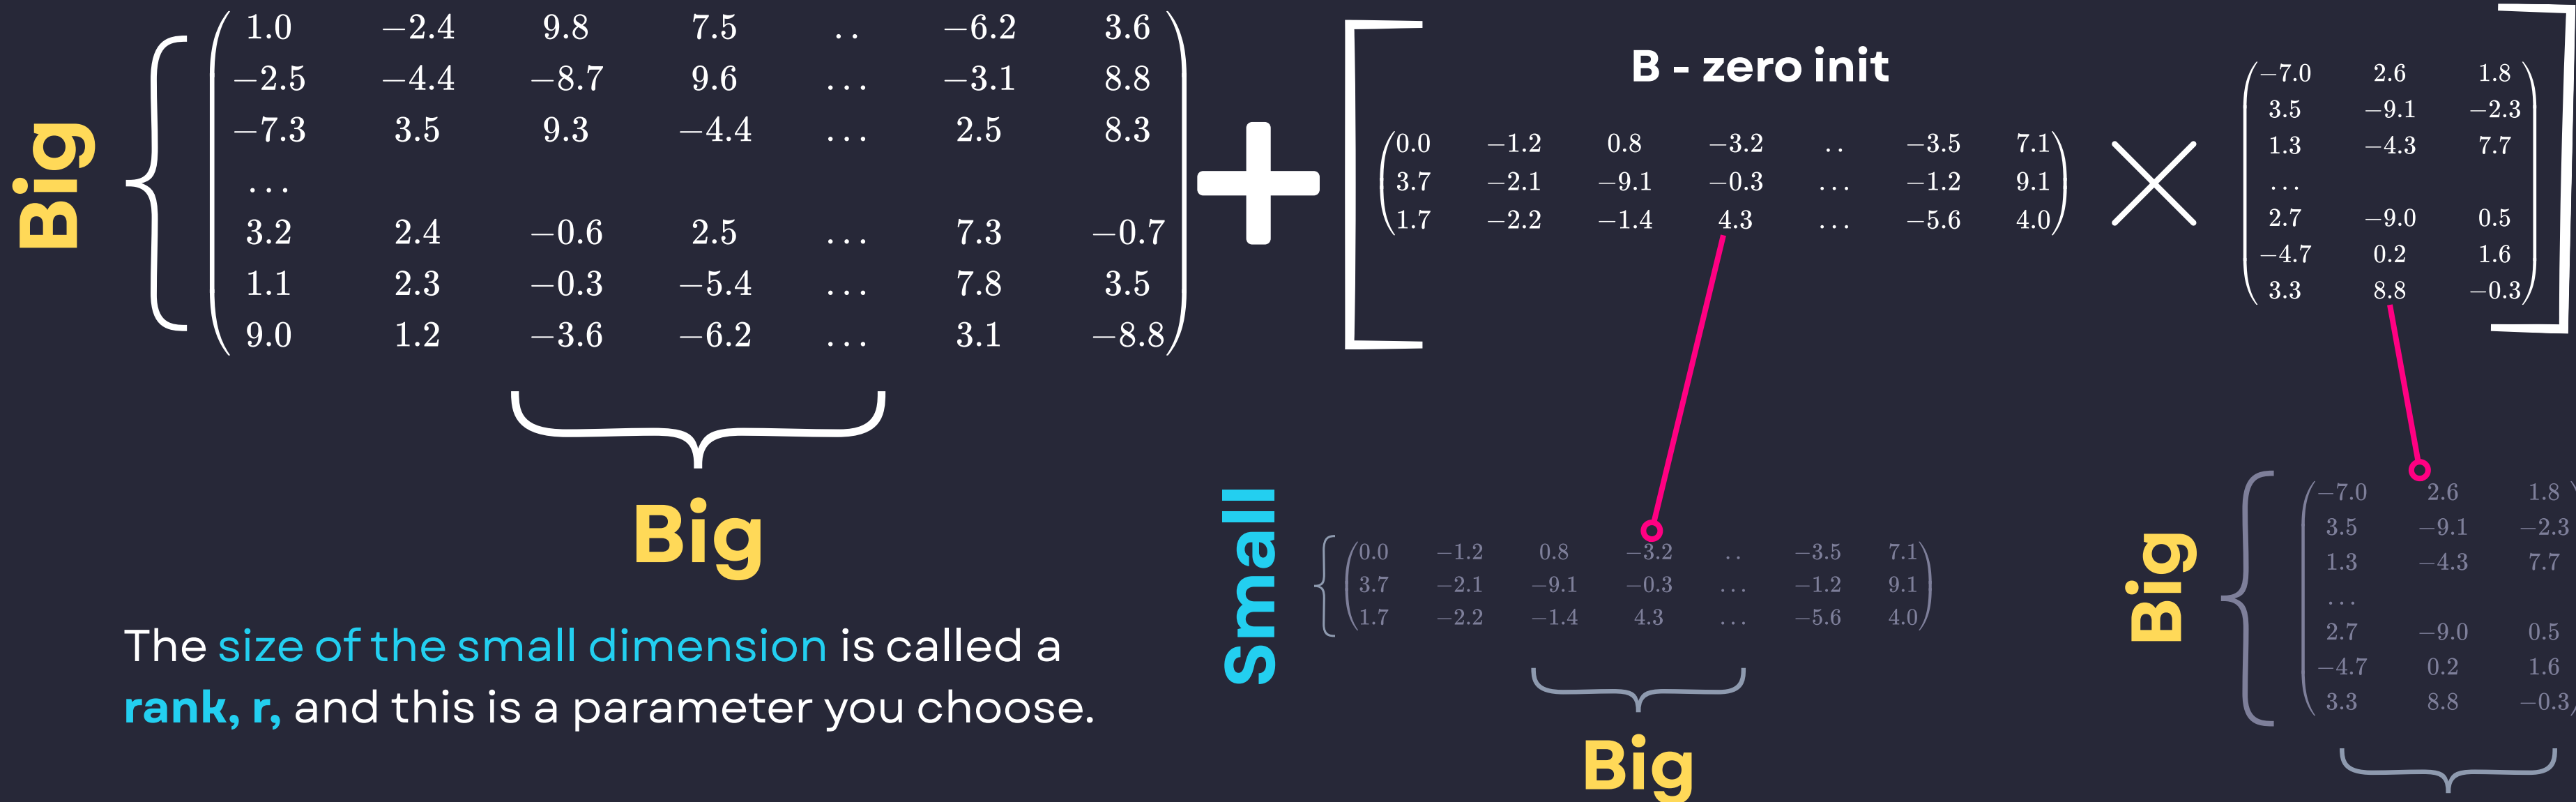 Big
1.0 −2.4 9.8 7.5 .. −6.2 3.6
−2.5 −4.4 −8.7 9.6 ... −3.1 8.8
−7.3 3.5 9.3 −4.4 ... 2.5 8.3
...
3.2 2.4 −0.6 2.5 ... 7.3 −0.7
1.1 2.3 −0.3 −5.4 ... 7.8 3.5
9.0 1.2 −3.6 −6.2 ... 3.1 −8.8
Big
+
B - zero init
0.0 −1.2 0.8 −3.2 .. −3.5 7.1
3.7 −2.1 −9.1 −0.3 ... −1.2 9.1
1.7 −2.2 −1.4 4.3 ... −5.6 4.0
×
−7.0 2.6 1.8
3.5 −9.1 −2.3
1.3 −4.3 7.7
...
2.7 −9.0 0.5
−4.7 0.2 1.6
3.3 8.8 −0.3
The size of the small dimension is called a
rank, r, and this is a parameter you choose.
Small
0.0 −1.2 0.8 −3.2 .. −3.5 7.1
3.7 −2.1 −9.1 −0.3 ... −1.2 9.1
1.7 −2.2 −1.4 4.3 ... −5.6 4.0
Big
Big
−7.0 2.6 1.8
3.5 −9.1 −2.3
1.3 −4.3 7.7
...
2.7 −9.0 0.5
−4.7 0.2 1.6
3.3 8.8 −0.3